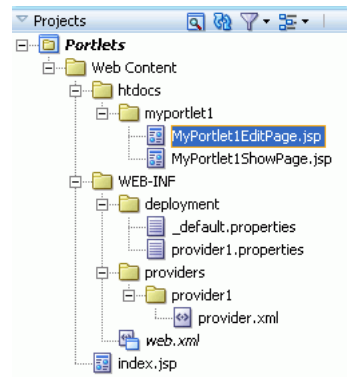 Projects
Portlets
Web Content
htdocs
myportlet1
MyPortlet1EditPage.jsp
MyPortlet1ShowPage.jsp
WEB-INF
deployment
_default.properties
provider1.properties
providers
provider1
provider.xml
web.xml
index.jsp